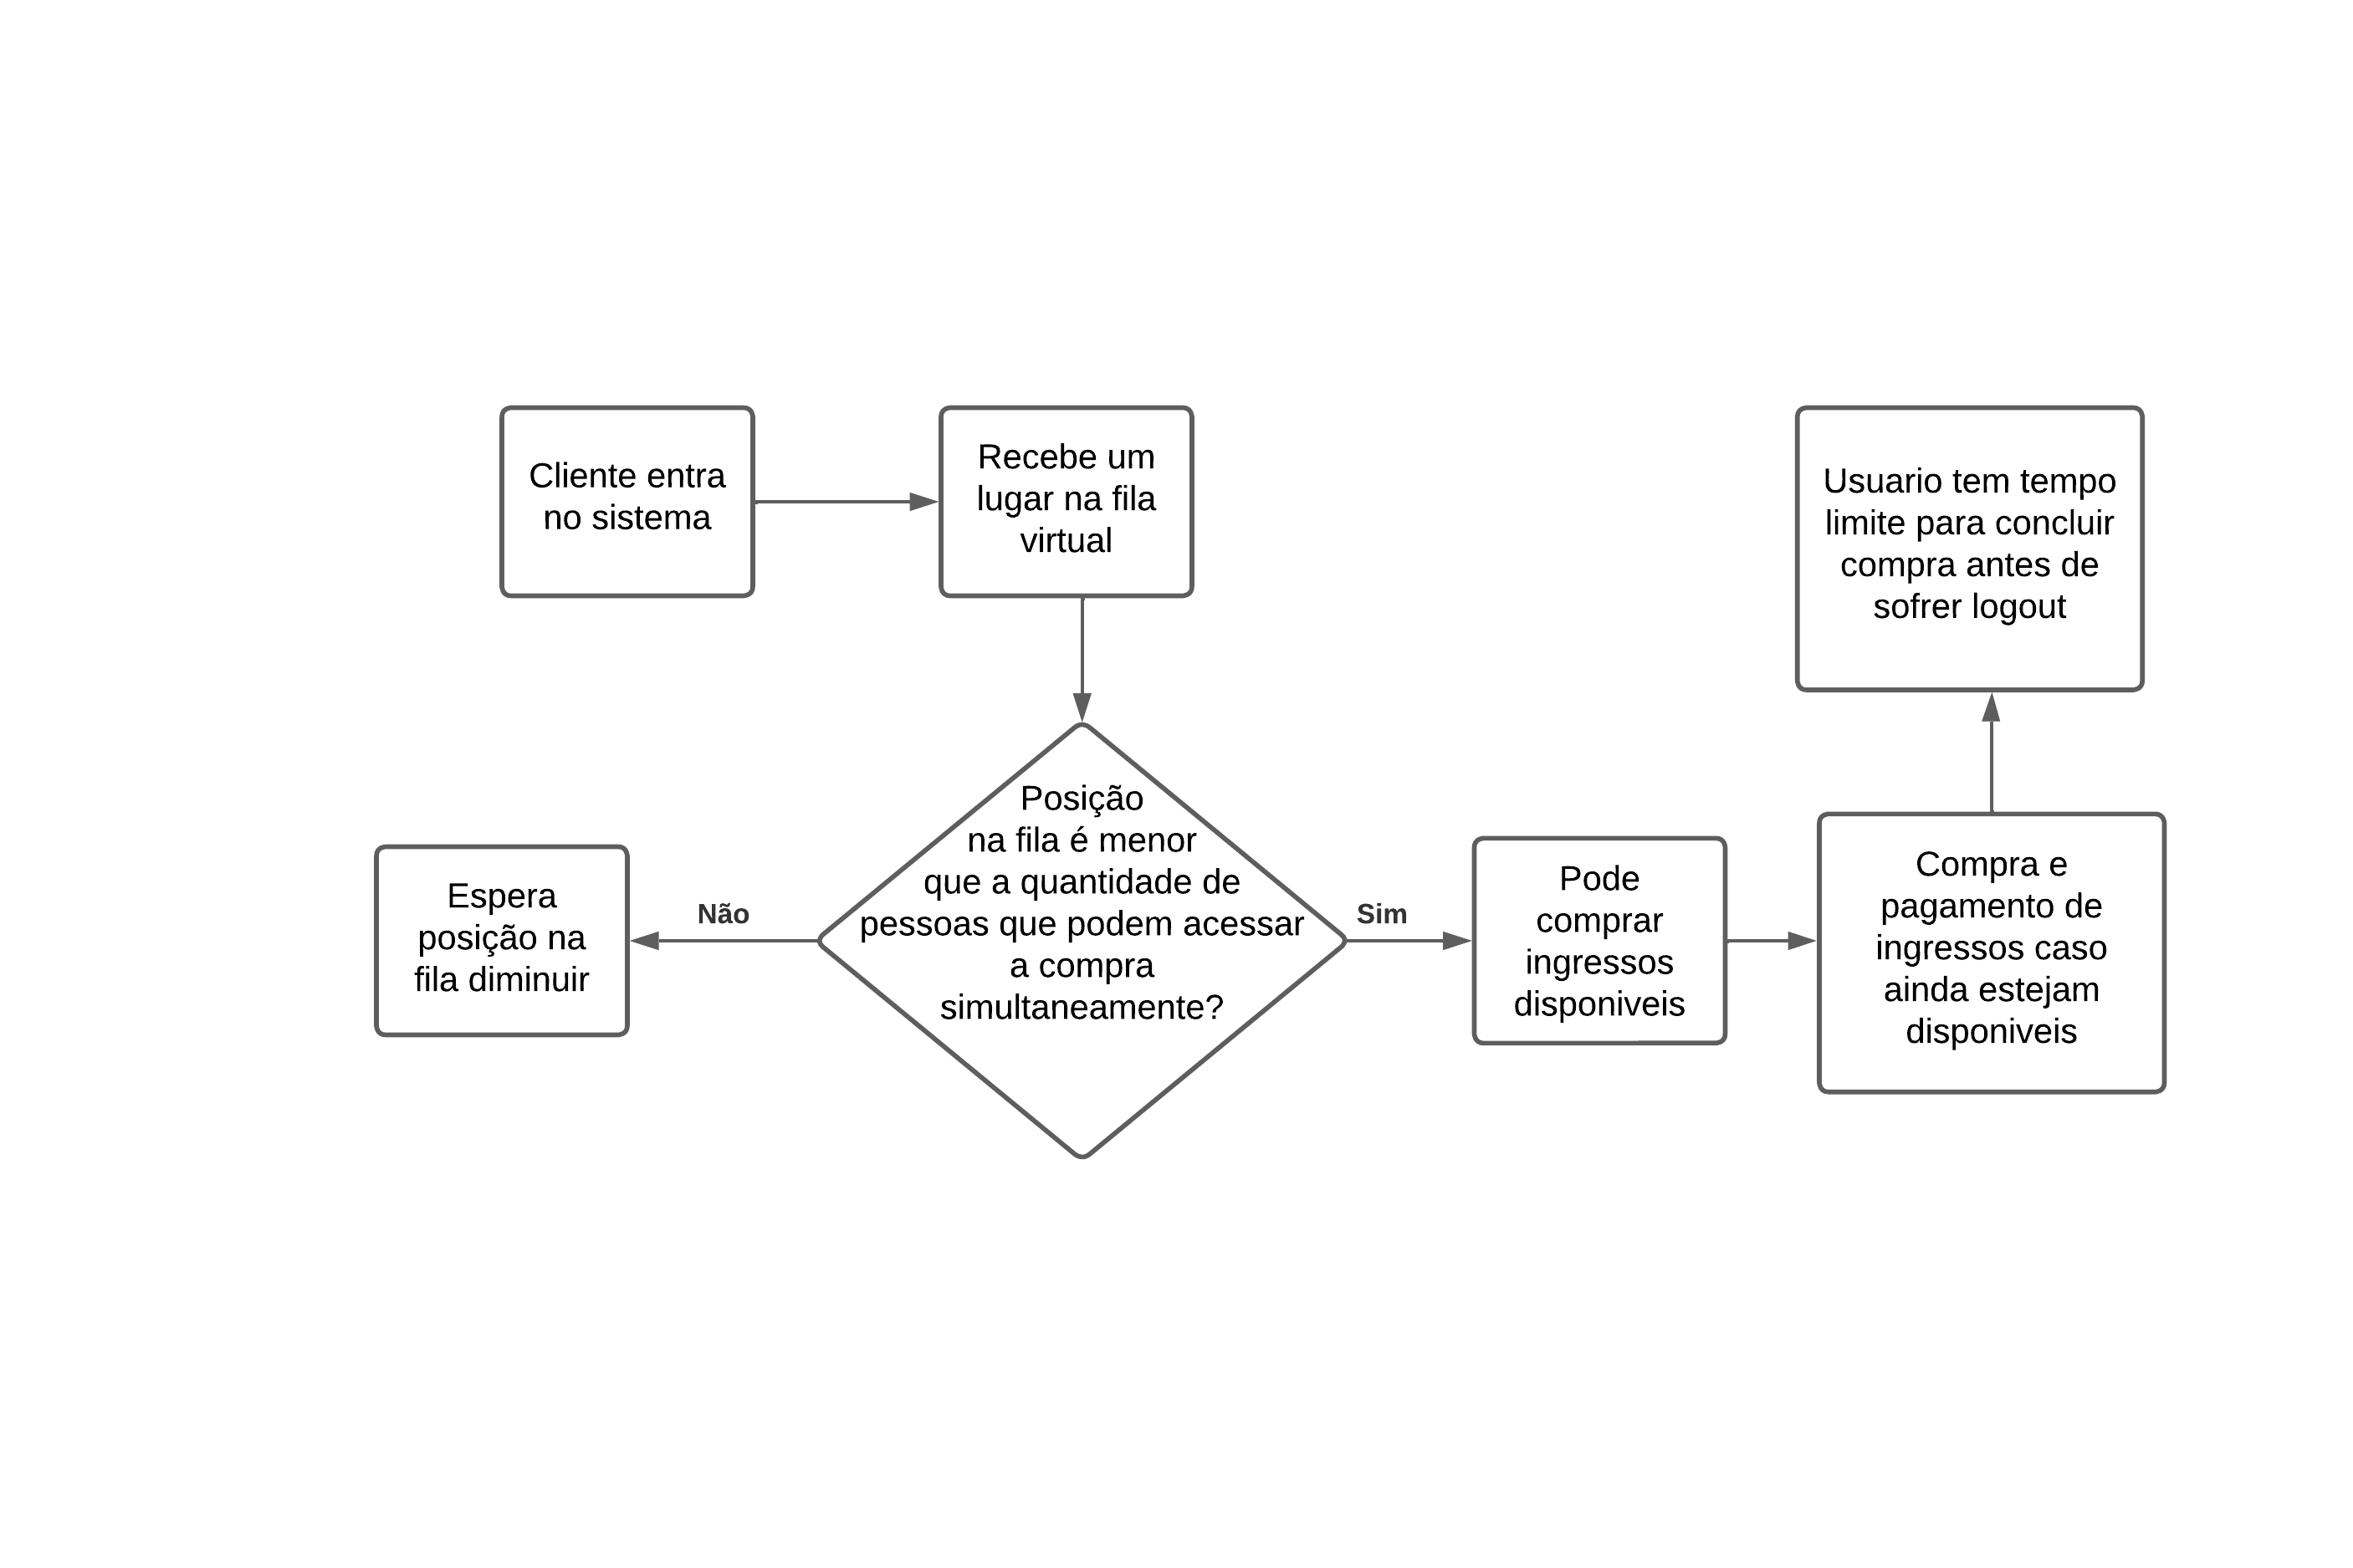 Cliente entra
no sistema
Recebe um
lugar na fila
virtual
Usuario tem tempo
limite para concluir
compra antes de
sofrer logout
Posição
na fila é menor
que a quantidade de
pessoas que podem acessar
a compra
simultaneamente?
Não
Espera
posição na
fila diminuir
Sim
Pode
comprar
ingressos
disponiveis
Compra e
pagamento de
ingressos caso
ainda estejam
disponiveis